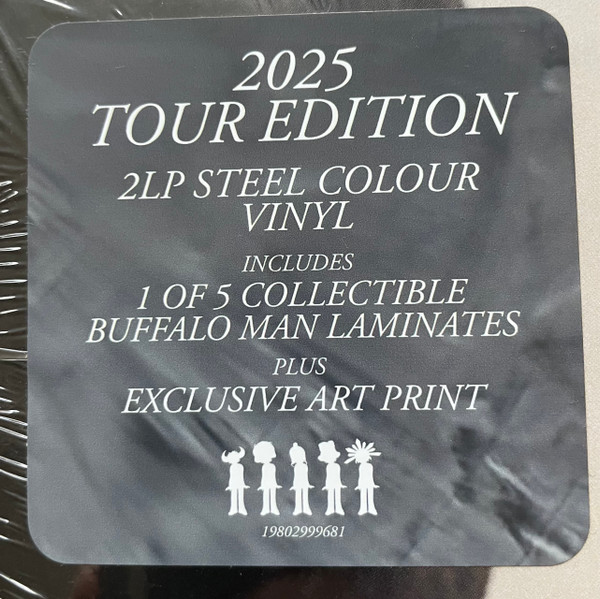 2025
TOUR EDITION
2LP STEEL COLOUR
VINYL
INCLUDES
1 OF 5 COLLECTIBLE
BUFFALO MAN LAMINATES
PLUS
EXCLUSIVE ART PRINT
19802999681